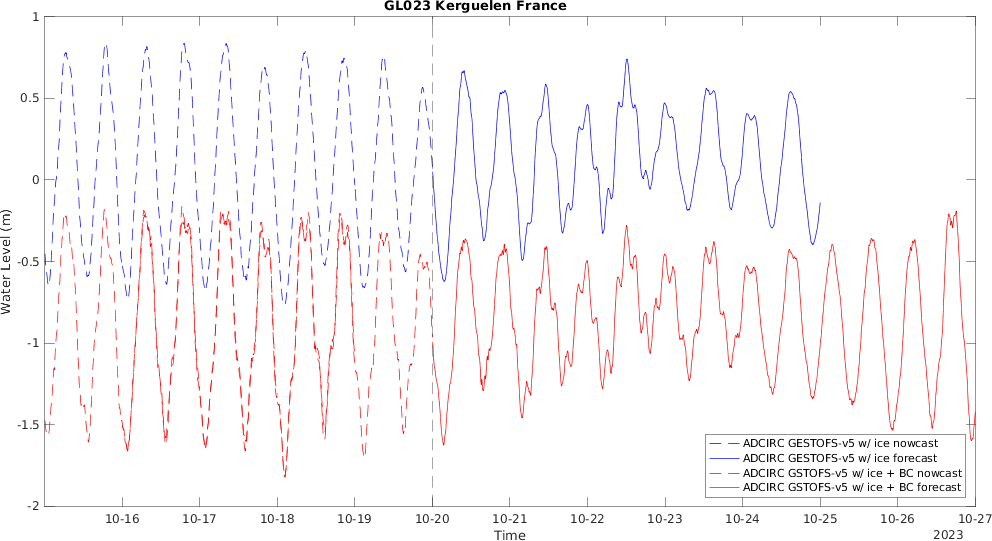 GL023 Kerguelen France
1
0.5
0
-0.5
-1
-1.5
-2
Water Level (m)
ADCIRC GESTOFS-v5 w/ ice nowcast
ADCIRC GESTOFS-v5 w/ ice forecast
ADCIRC GSTOFS-v5 w/ ice + BC nowcast
ADCIRC GSTOFS-v5 w/ ice + BC forecast
10-16 10-17 10-18 10-19 10-20 10-21 10-22 10-23 10-24 10-25 10-26 10-27
Time
2023